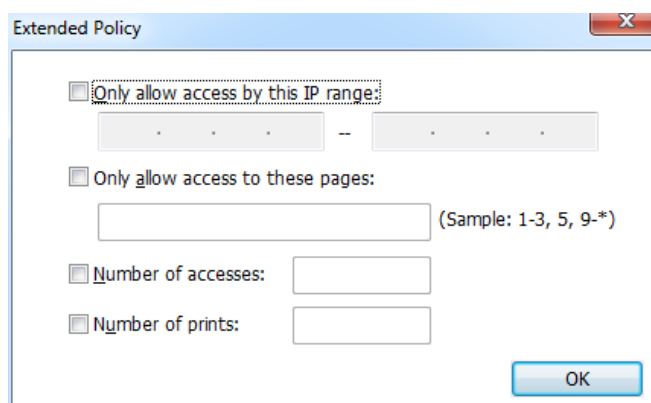 Extended Policy
Only allow access by this IP range:
. . . -- . . .
Only allow access to these pages:
(Sample: 1-3, 5, 9-*)
Number of accesses:
Number of prints:
OK